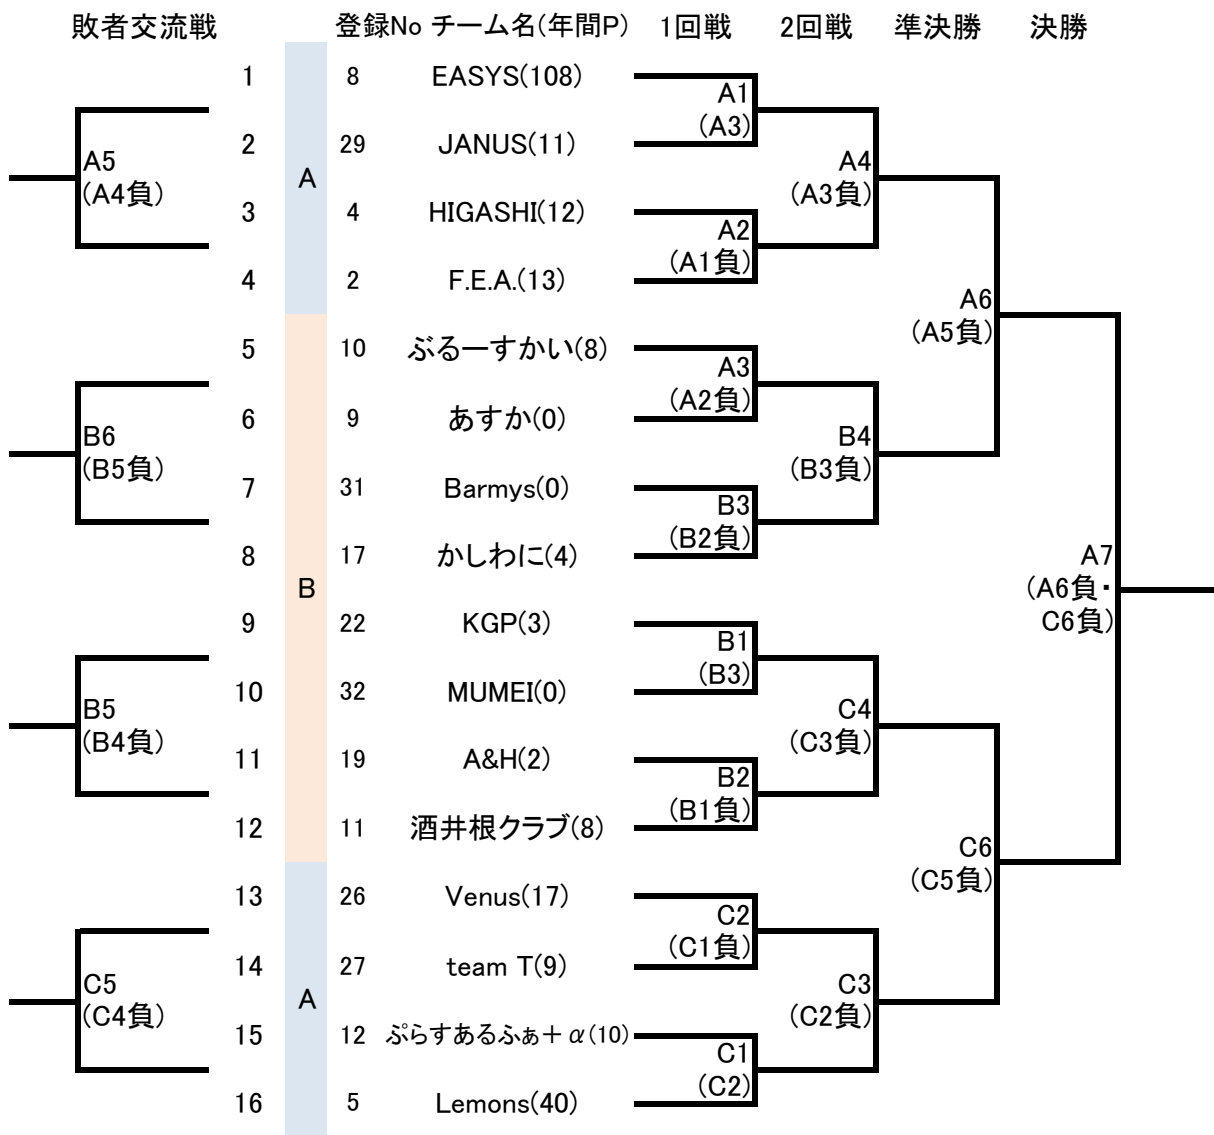 敗者交流戦 登録No チーム名(年間P) 1回戦 2回戦 準決勝 決勝
1 8 EASYS(108)
A1
(A3)
2 29 JANUS(11)
A5
(A4負)
A
A4
(A3負)
3 4 HIGASHI(12)
A2
(A1負)
4 2 F.E.A.(13)
A6
(A5負)
5 10 ぶるーすかい(8)
A3
(A2負)
6 9 あすか(0)
B6
(B5負)
B4
(B3負)
7 31 Barmys(0)
B3
(B2負)
8 17 かしわに(4)
A7
(A6負・
C6負)
B
9 22 KGP(3)
B1
(B3)
10 32 MUMEI(0)
B5
(B4負)
C4
(C3負)
11 19 A&H(2)
B2
(B1負)
12 11 酒井根クラブ(8)
C6
(C5負)
13 26 Venus(17)
C2
(C1負)
14 27 team T(9)
C5
(C4負)
A
C3
(C2負)
15 12 ぷらすあるふぁ＋α(10)
C1
(C2)
16 5 Lemons(40)